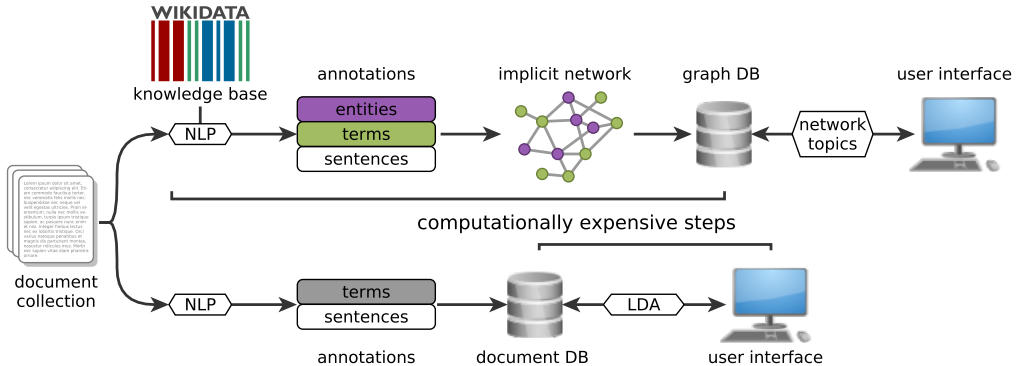 WIKIDATA
knowledge base
NLP
annotations
entities
terms
sentences
implicit network
graph DB
network
topics
user interface
computationally expensive steps
document
collection
NLP
terms
sentences
annotations
document DB
LDA
user interface